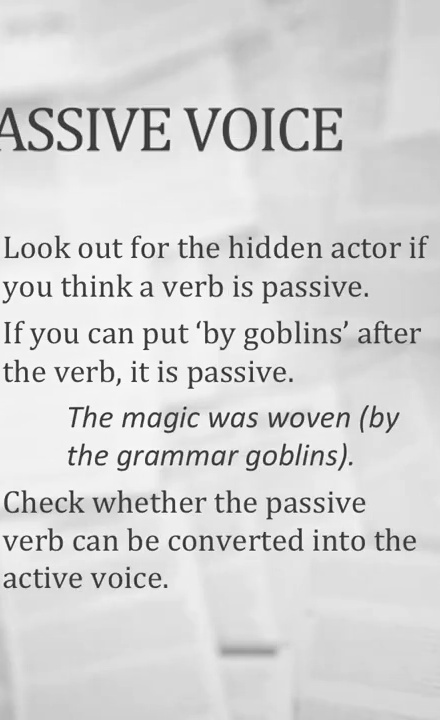 ASSIVE VOICE
Look out for the hidden actor if
you think a verb is passive.
If you can put ‘by goblins’ after
the verb, it is passive.
The magic was woven (by
the grammar goblins).
Check whether the passive
verb can be converted into the
active voice.